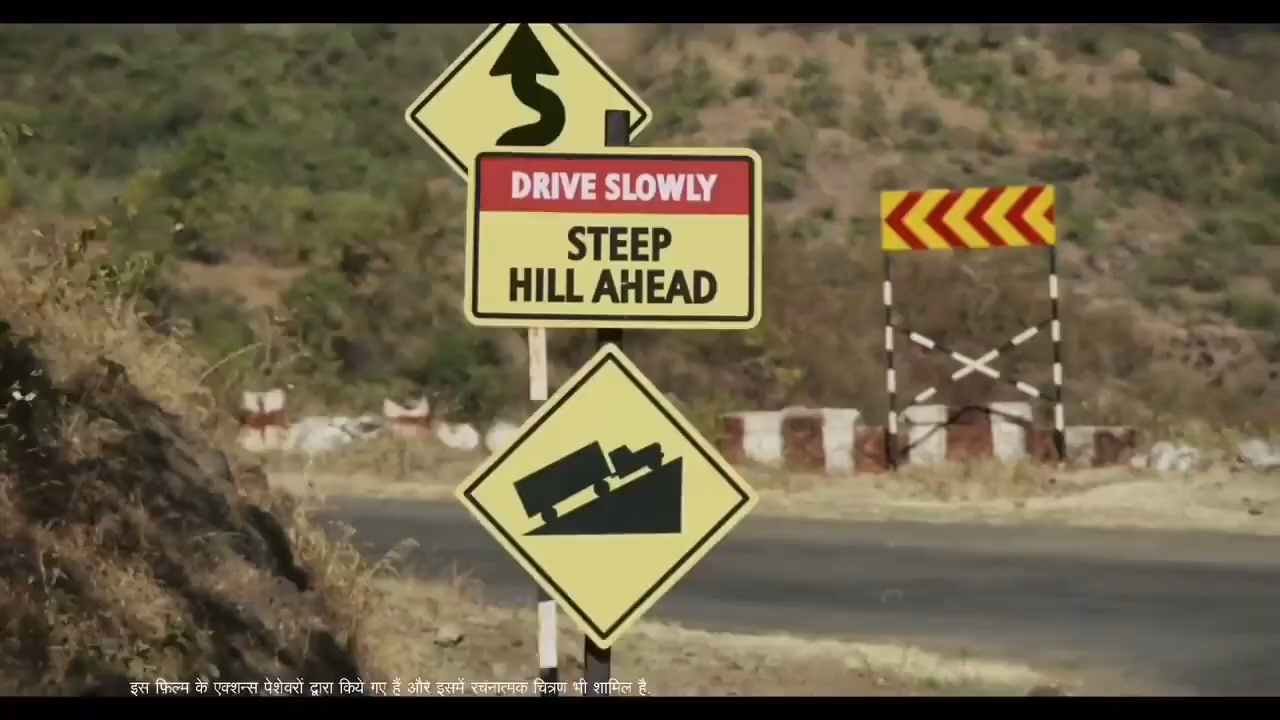 DRIVE SLOWLY
STEEP
HILL AHEAD
इस फ़िल्म के एक्शन्स पेशेवरों द्वारा किये गए हैं और इसमें रचनात्मक चित्रण भी शामिल है.